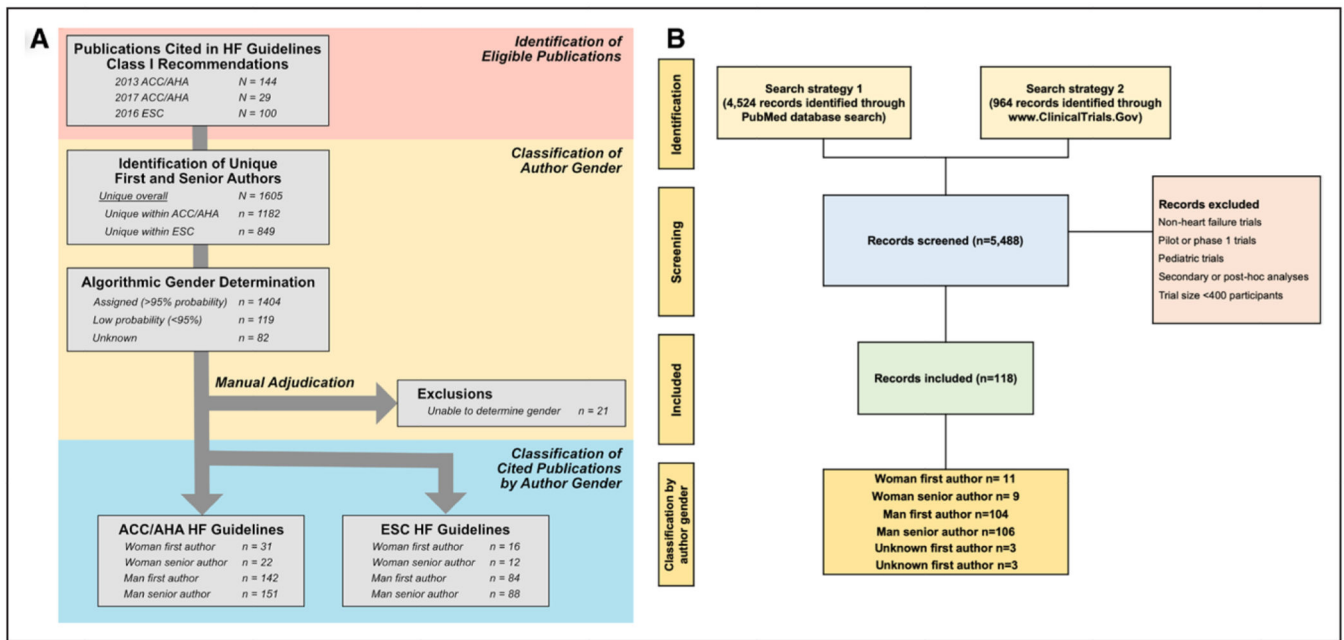 A
Identification of
Eligible Publications
Publications Cited in HF Guidelines
Class I Recommendations
2013 ACC/AHA N = 144
2017 ACC/AHA N = 29
2016 ESC N = 100
Classification of
Author Gender
Identification of Unique
First and Senior Authors
Unique overall N = 1605
Unique within ACC/AHA n = 1182
Unique within ESC n = 849
Algorithmic Gender Determination
Assigned (>95% probability) n = 1404
Low probability (<95%) n = 119
Unknown n = 82
Manual Adjudication
Exclusions
Unable to determine gender n = 21
Classification of
Cited Publications
by Author Gender
ACC/AHA HF Guidelines
Woman first author n = 31
Woman senior author n = 22
Man first author n = 142
Man senior author n = 151
ESC HF Guidelines
Woman first author n = 16
Woman senior author n = 12
Man first author n = 84
Man senior author n = 88
B
Identification
Search strategy 1
(4,524 records identified through
PubMed database search)
Search strategy 2
(964 records identified through
www.ClinicalTrials.Gov)
Screening
Records screened (n=5,488)
Records excluded
Non-heart failure trials
Pilot or phase 1 trials
Pediatric trials
Secondary or post-hoc analyses
Trial size <400 participants
Included
Records included (n=118)
Classification by
author gender
Woman first author n= 11
Woman senior author n= 9
Man first author n=104
Man senior author n=106
Unknown first author n=3
Unknown first author n=3